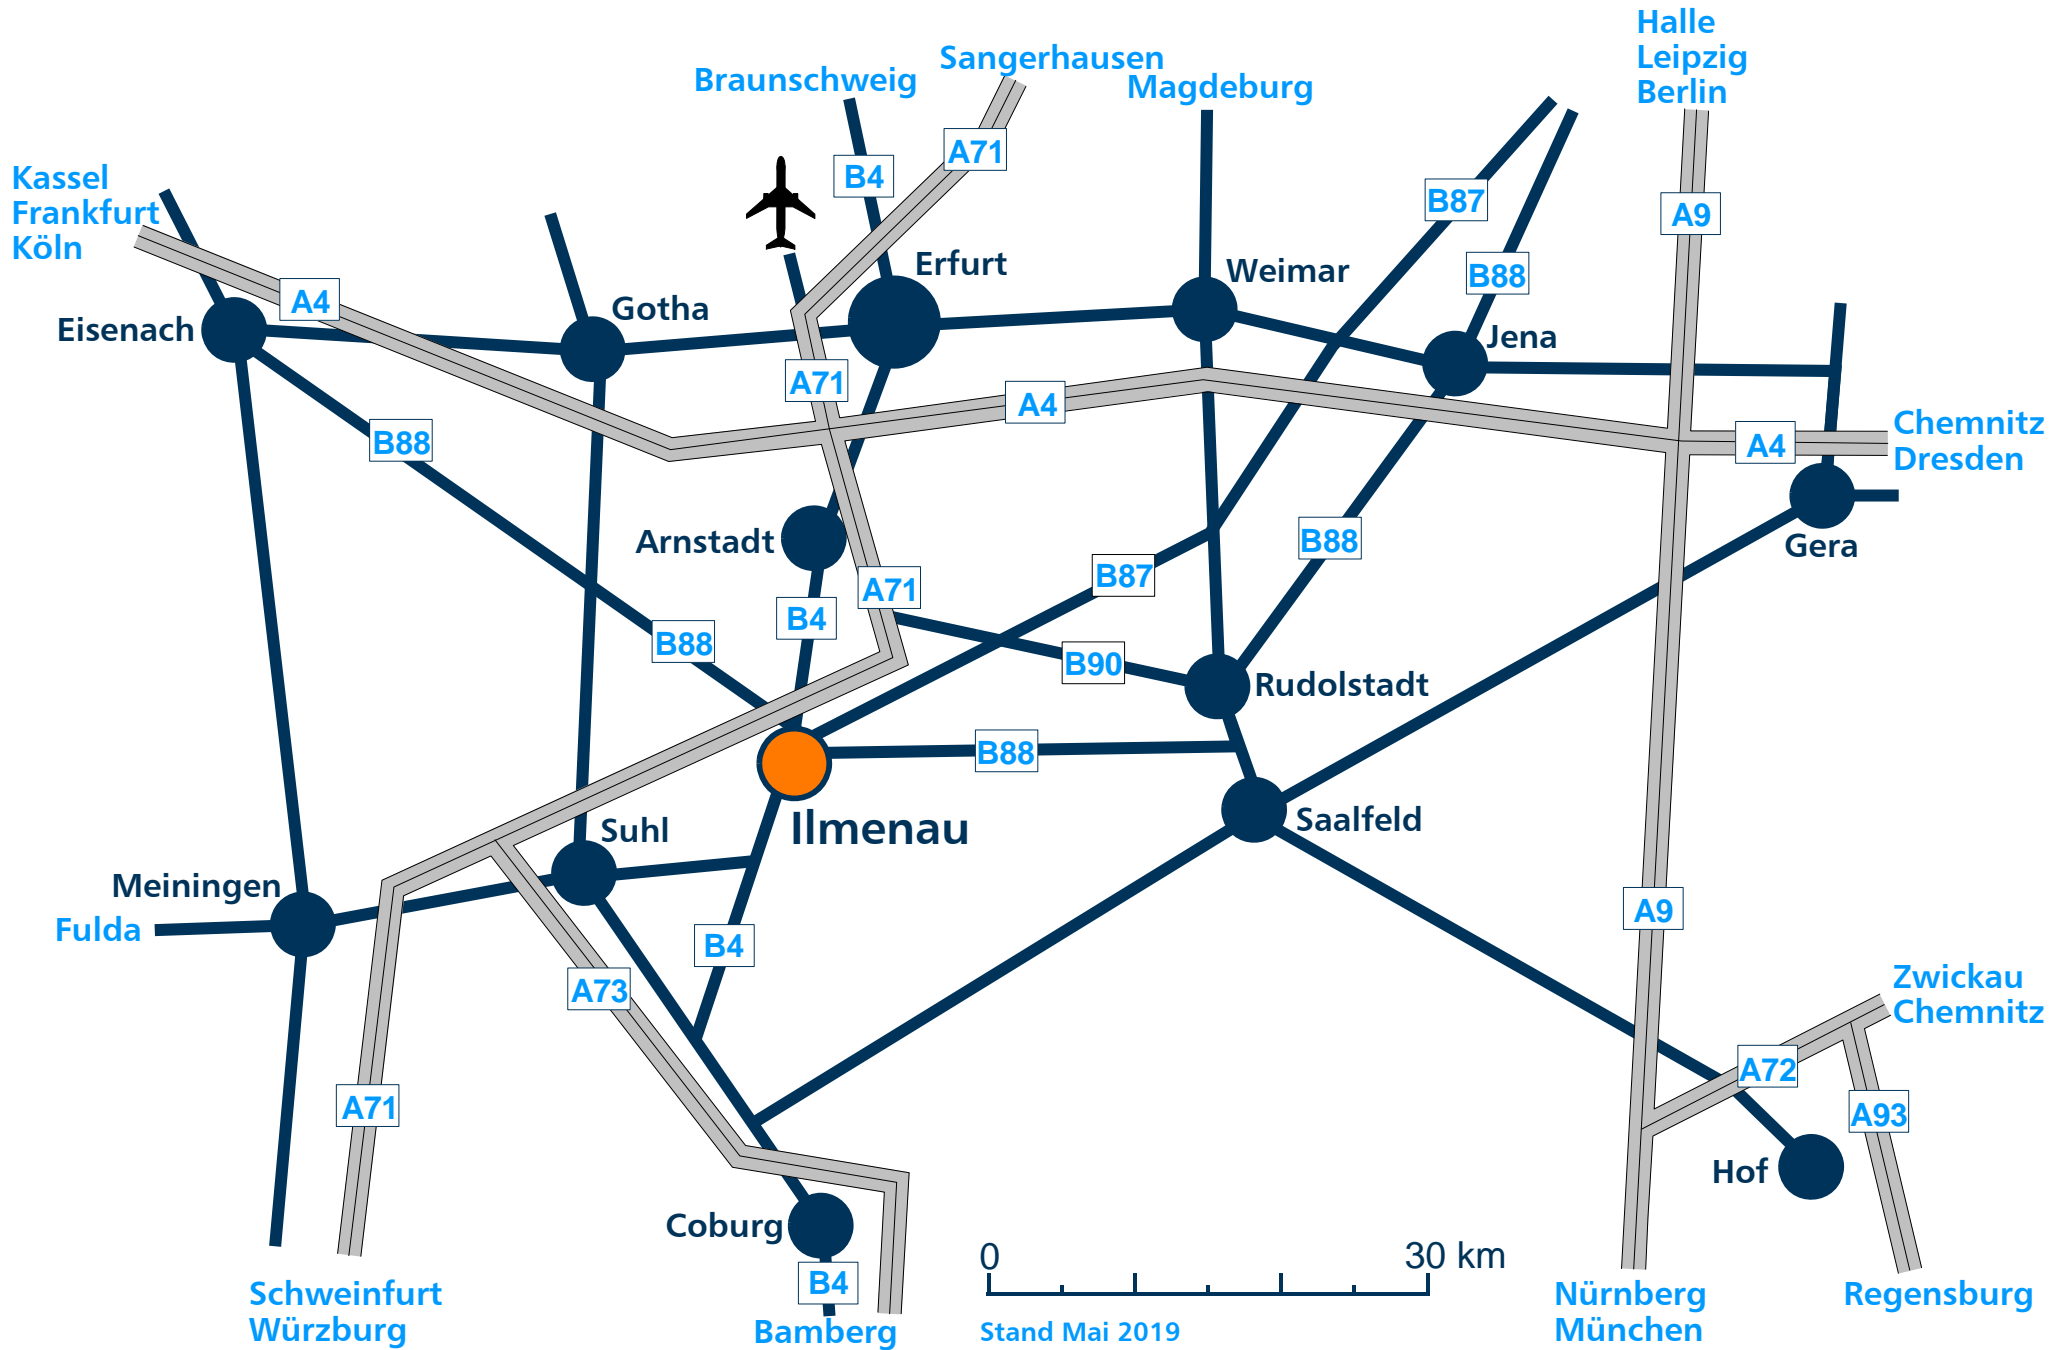 Halle
Leipzig
Berlin
Sangerhausen
Braunschweig
Magdeburg
A71
B4
Kassel
Frankfurt
Köln
B87
A9
Erfurt
Weimar
B88
A4
Gotha
Eisenach
Jena
A71
A4
Chemnitz
Dresden
B88
A4
Arnstadt
B88
Gera
B87
A71
B4
B88
B90
Rudolstadt
B88
Ilmenau
Suhl
Saalfeld
Meiningen
Fulda
A9
B4
A73
Zwickau
Chemnitz
A72
A71
A93
Hof
Coburg
0
30 km
B4
Schweinfurt
Würzburg
Bamberg
Stand Mai 2019
Nürnberg
München
Regensburg